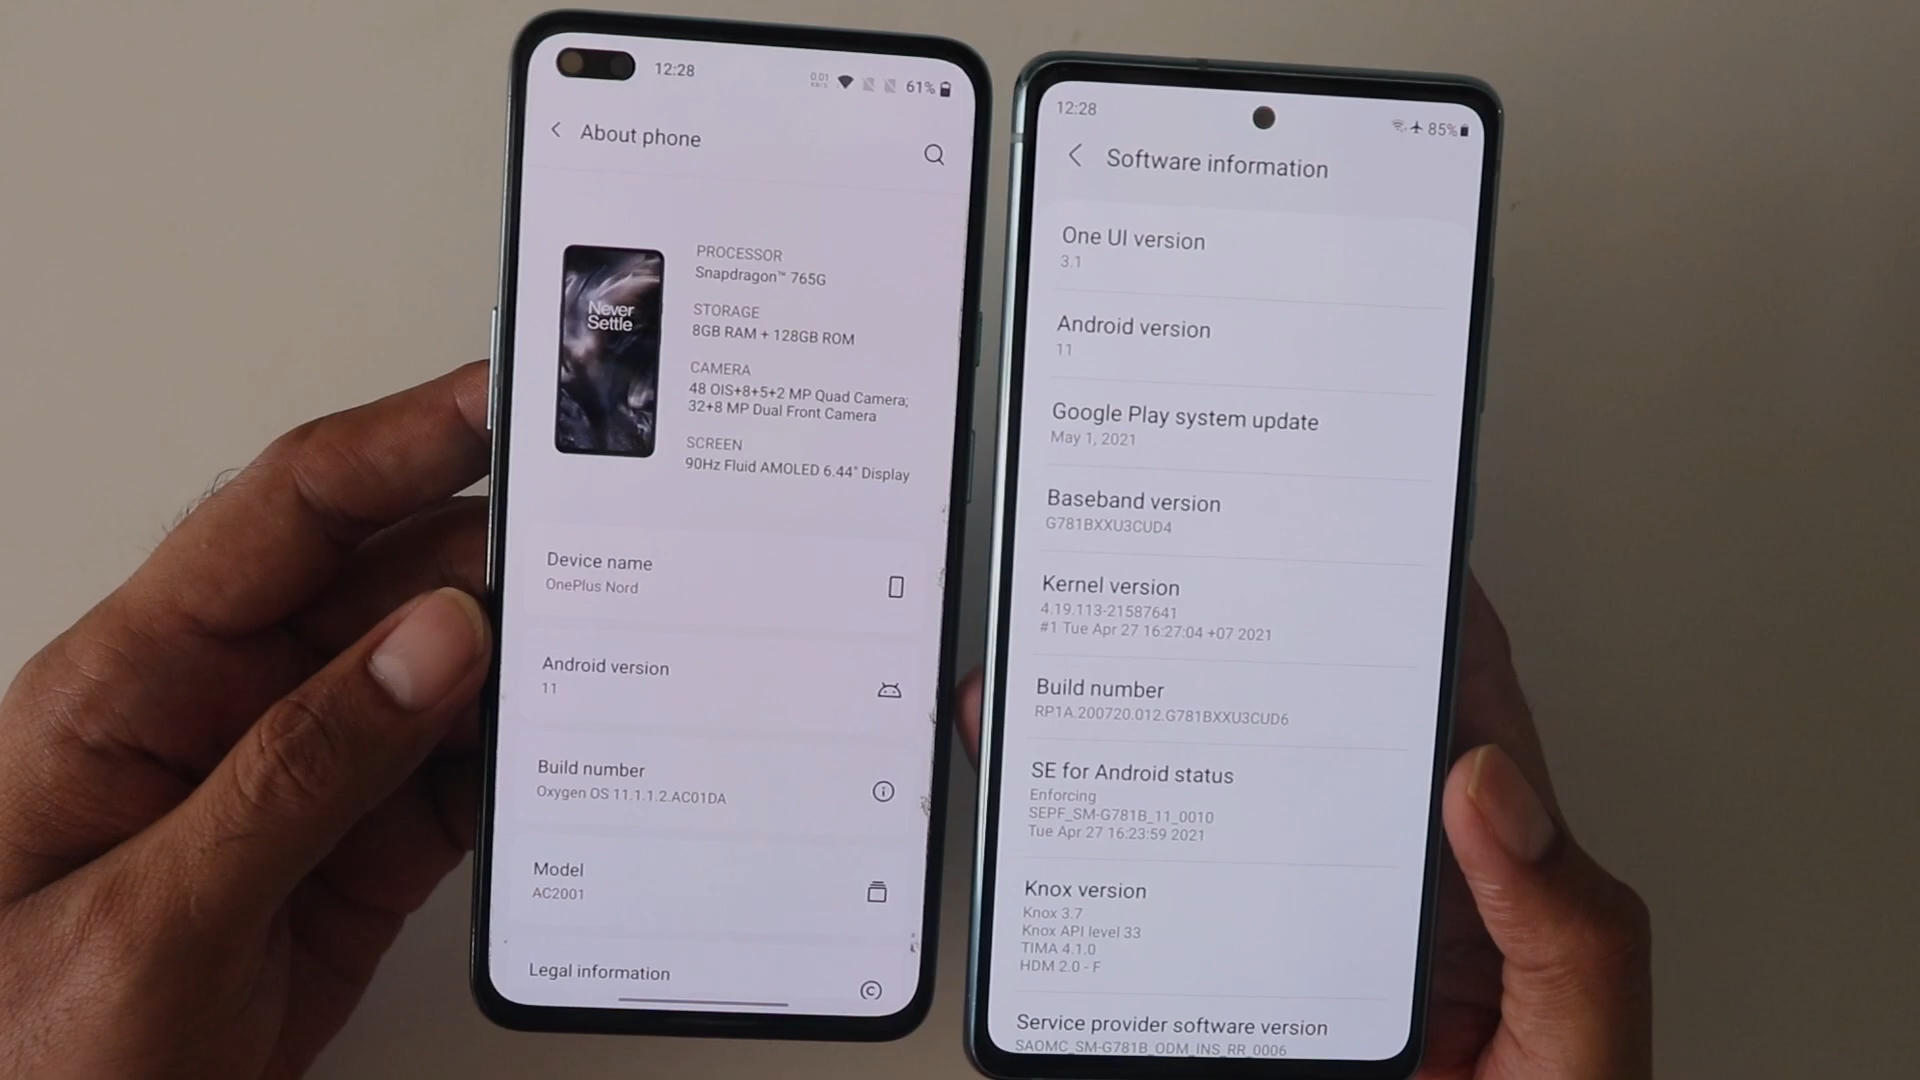 12:28
0.01
KB/S
61%
About phone
Never
Settle
PROCESSOR
Snapdragon™ 765G
STORAGE
8GB RAM + 128GB ROM
CAMERA
48 OIS+8+5+2 MP Quad Camera;
32+8 MP Dual Front Camera
SCREEN
90Hz Fluid AMOLED 6.44" Display
Device name
OnePlus Nord
Android version
11
Build number
Oxygen OS 11.1.1.2.AC01DA
Model
AC2001
Legal information
12:28
85%
Software information
One UI version
3.1
Android version
11
Google Play system update
May 1, 2021
Baseband version
G781BXXU3CUD4
Kernel version
4.19.113-21587641
#1 Tue Apr 27 16:27:04 +07 2021
Build number
RP1A.200720.012.G781BXXU3CUD6
SE for Android status
Enforcing
SEPF_SM-G781B_11_0010
Tue Apr 27 16:23:59 2021
Knox version
Knox 3.7
Knox API level 33
TIMA 4.1.0
HDM 2.0 - F
Service provider software version
SAOMC_SM-G781B_ODM_INS_RR_0006